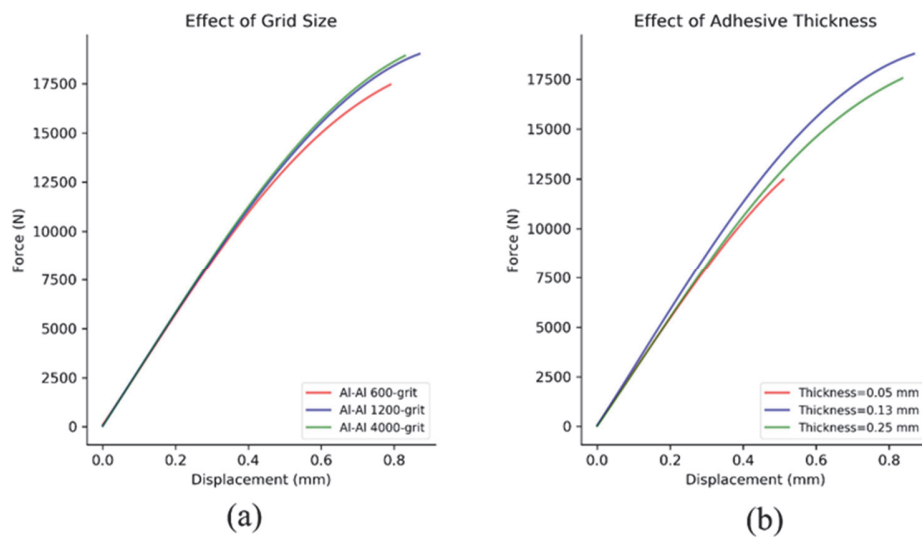 Effect of Grid Size
17500
15000
12500
10000
7500
5000
2500
0
Force (N)
0.0 0.2 0.4 0.6 0.8
Displacement (mm)
Al-Al 600-grit
Al-Al 1200-grit
Al-Al 4000-grit
(a)
Effect of Adhesive Thickness
17500
15000
12500
10000
7500
5000
2500
0
Force (N)
0.0 0.2 0.4 0.6 0.8
Displacement (mm)
Thickness=0.05 mm
Thickness=0.13 mm
Thickness=0.25 mm
(b)